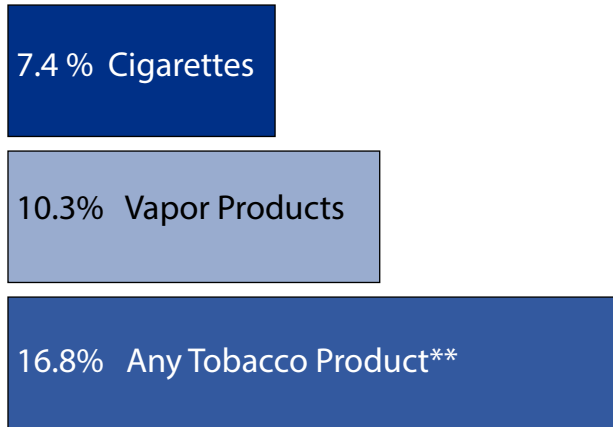 7.4 % Cigarettes
10.3% Vapor Products
16.8% Any Tobacco Product**